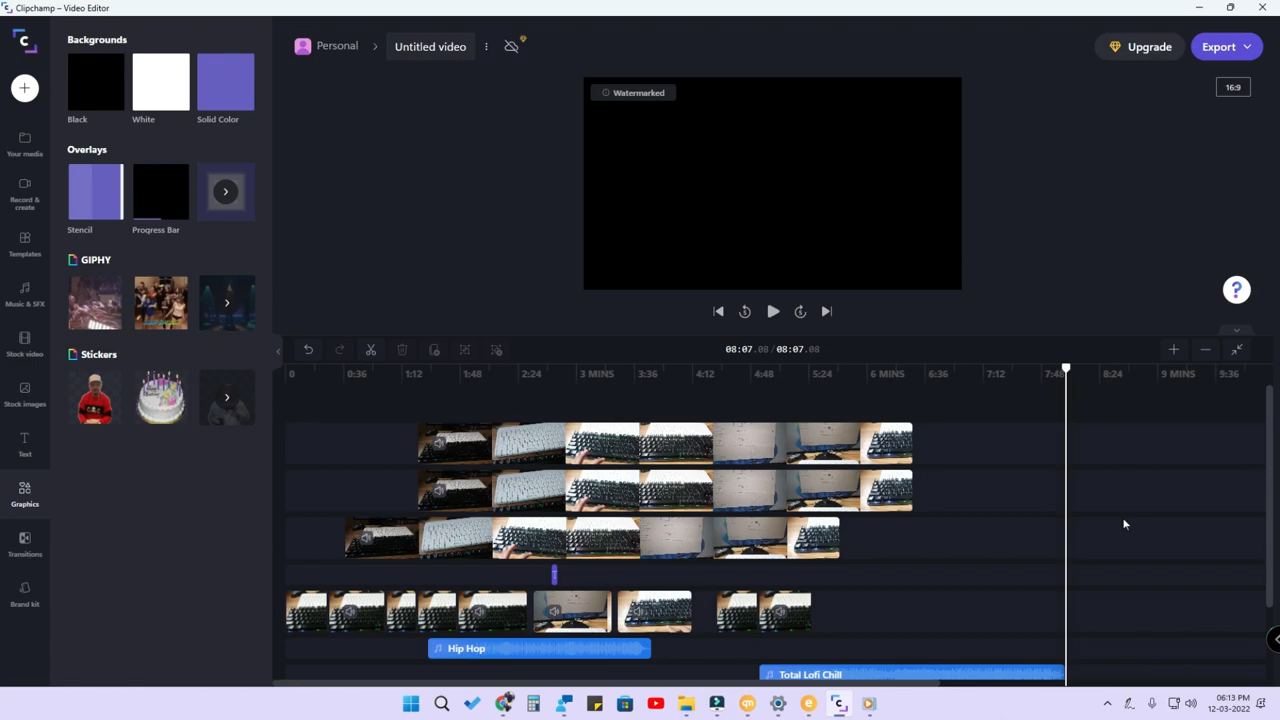 Clipchamp – Video Editor
Backgrounds
Personal
Untitled video
Upgrade
Export
Watermarked
16:9
Black
White
Solid Color
Your media
Overlays
Record & create
Stencil
Progress Bar
Templates
GIPHY
Music & SFX
Stock video
Stickers
08:07.08 / 08:07.08
0 0:36 1:12 1:48 2:24 3 MINS 3:36 4:12 4:48 5:24 6 MINS 6:36 7:12 7:48 8:24 9 MINS 9:36
Stock images
Text
Graphics
Transitions
Brand kit
T
Hip Hop
Total Lofi Chill
06:13 PM
12-03-2022